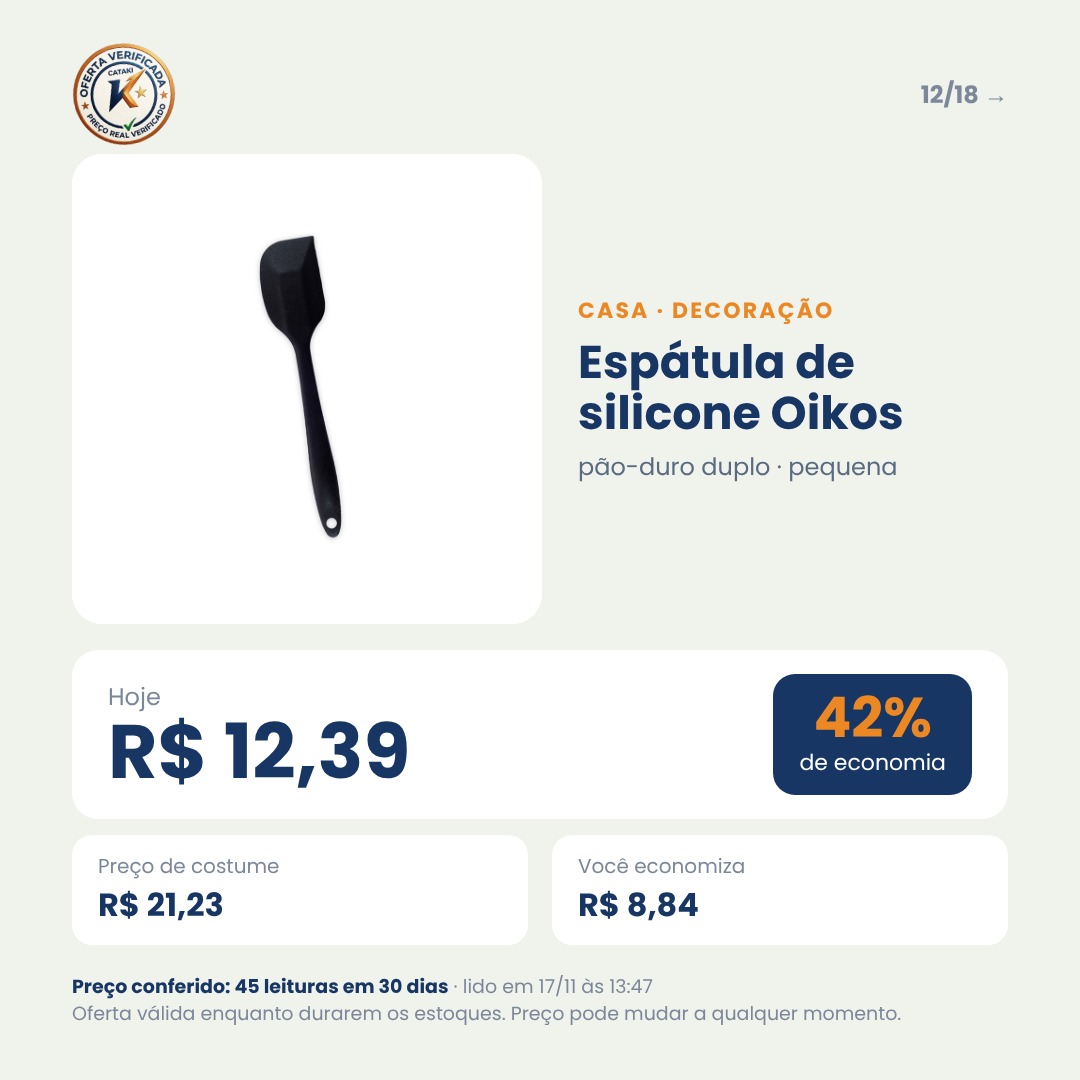 OFERTA VERIFICADA
CATAKI
K
PREÇO REAL VERIFICADO
12/18 →
CASA · DECORAÇÃO
Espátula de
silicone Oikos
pão-duro duplo · pequena
Hoje
R$ 12,39
42%
de economia
Preço de costume
R$ 21,23
Você economiza
R$ 8,84
Preço conferido: 45 leituras em 30 dias · lido em 17/11 às 13:47
Oferta válida enquanto durarem os estoques. Preço pode mudar a qualquer momento.